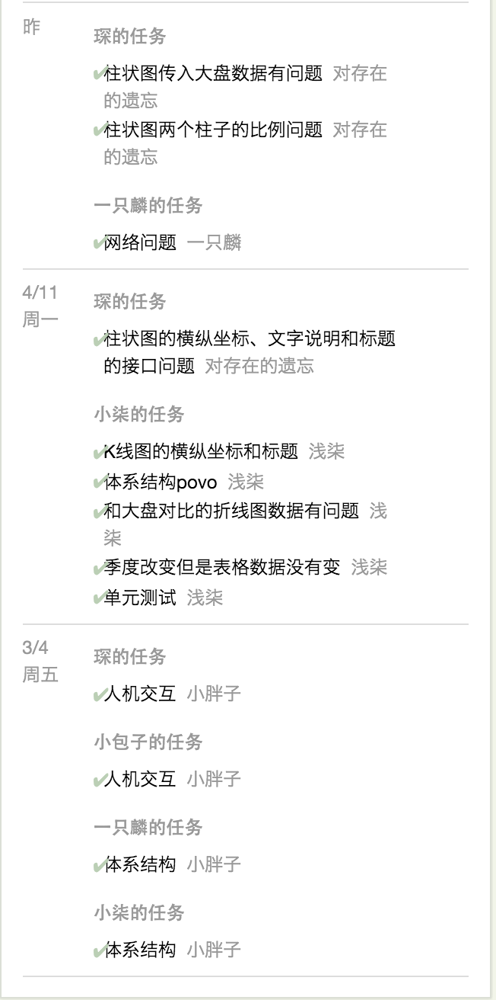 昨
琛的任务
✔柱状图传入大盘数据有问题 对存在
的遗忘
✔柱状图两个柱子的比例问题 对存在
的遗忘
一只麟的任务
✔网络问题 一只麟
4/11
周一
琛的任务
✔柱状图的横纵坐标、文字说明和标题
的接口问题 对存在的遗忘
小柒的任务
✔K线图的横纵坐标和标题 浅柒
✔体系结构povo 浅柒
✔和大盘对比的折线图数据有问题 浅
柒
✔季度改变但是表格数据没有变 浅柒
✔单元测试 浅柒
3/4
周五
琛的任务
✔人机交互 小胖子
小包子的任务
✔人机交互 小胖子
一只麟的任务
✔体系结构 小胖子
小柒的任务
✔体系结构 小胖子